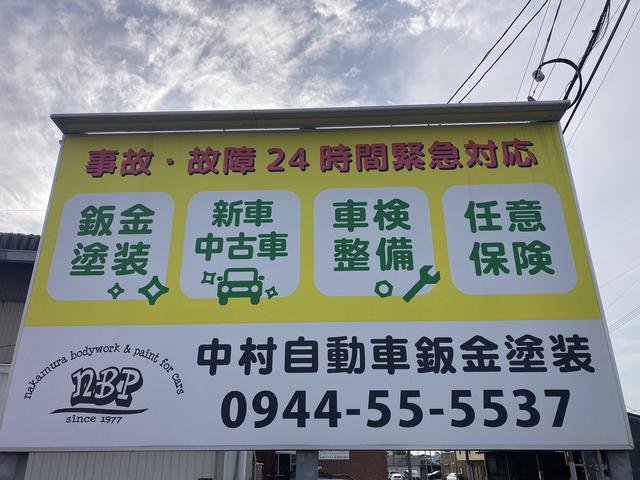 事故・故障24時間緊急対応
鈑金
塗装
新車
中古車
車検
整備
任意
保険
nakamura bodywork & paint for cars
NBP
since 1977
中村自動車鈑金塗装
0944-55-5537